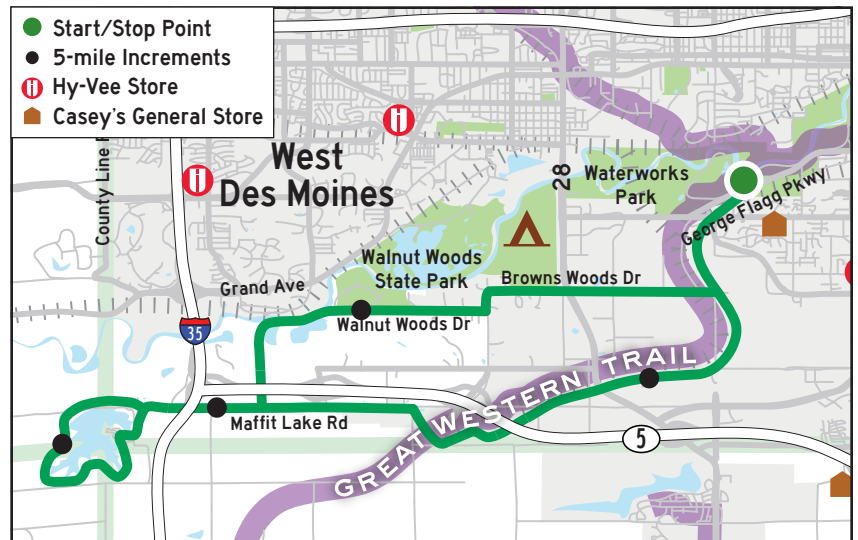 Start/Stop Point
5-mile Increments
Hy-Vee Store
Casey's General Store
West
Des Moines
28
Waterworks
Park
George Flagg Pkwy
County Line
Walnut Woods
State Park
Browns Woods Dr
Grand Ave
35
Walnut Woods Dr
GREAT WESTERN TRAIL
Maffit Lake Rd
5